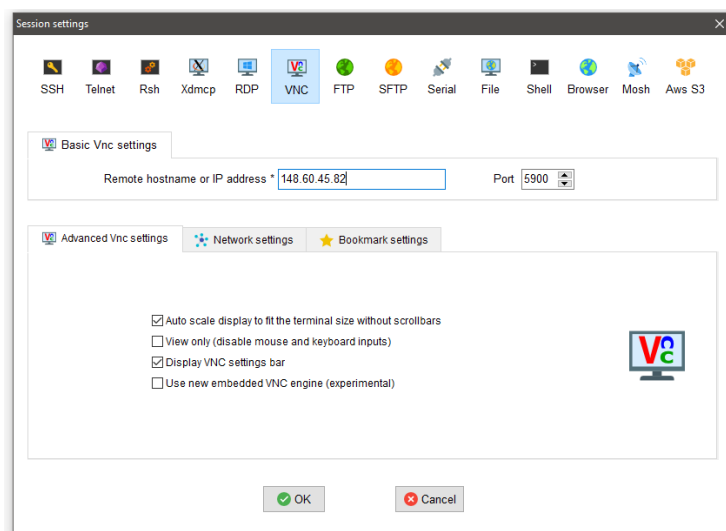 Session settings
SSH Telnet Rsh Xdmcp RDP VNC FTP SFTP Serial File Shell Browser Mosh Aws S3
Basic Vnc settings
Remote hostname or IP address * 148.60.45.82 Port 5900
Advanced Vnc settings Network settings Bookmark settings
Auto scale display to fit the terminal size without scrollbars
View only (disable mouse and keyboard inputs)
Display VNC settings bar
Use new embedded VNC engine (experimental)
OK Cancel